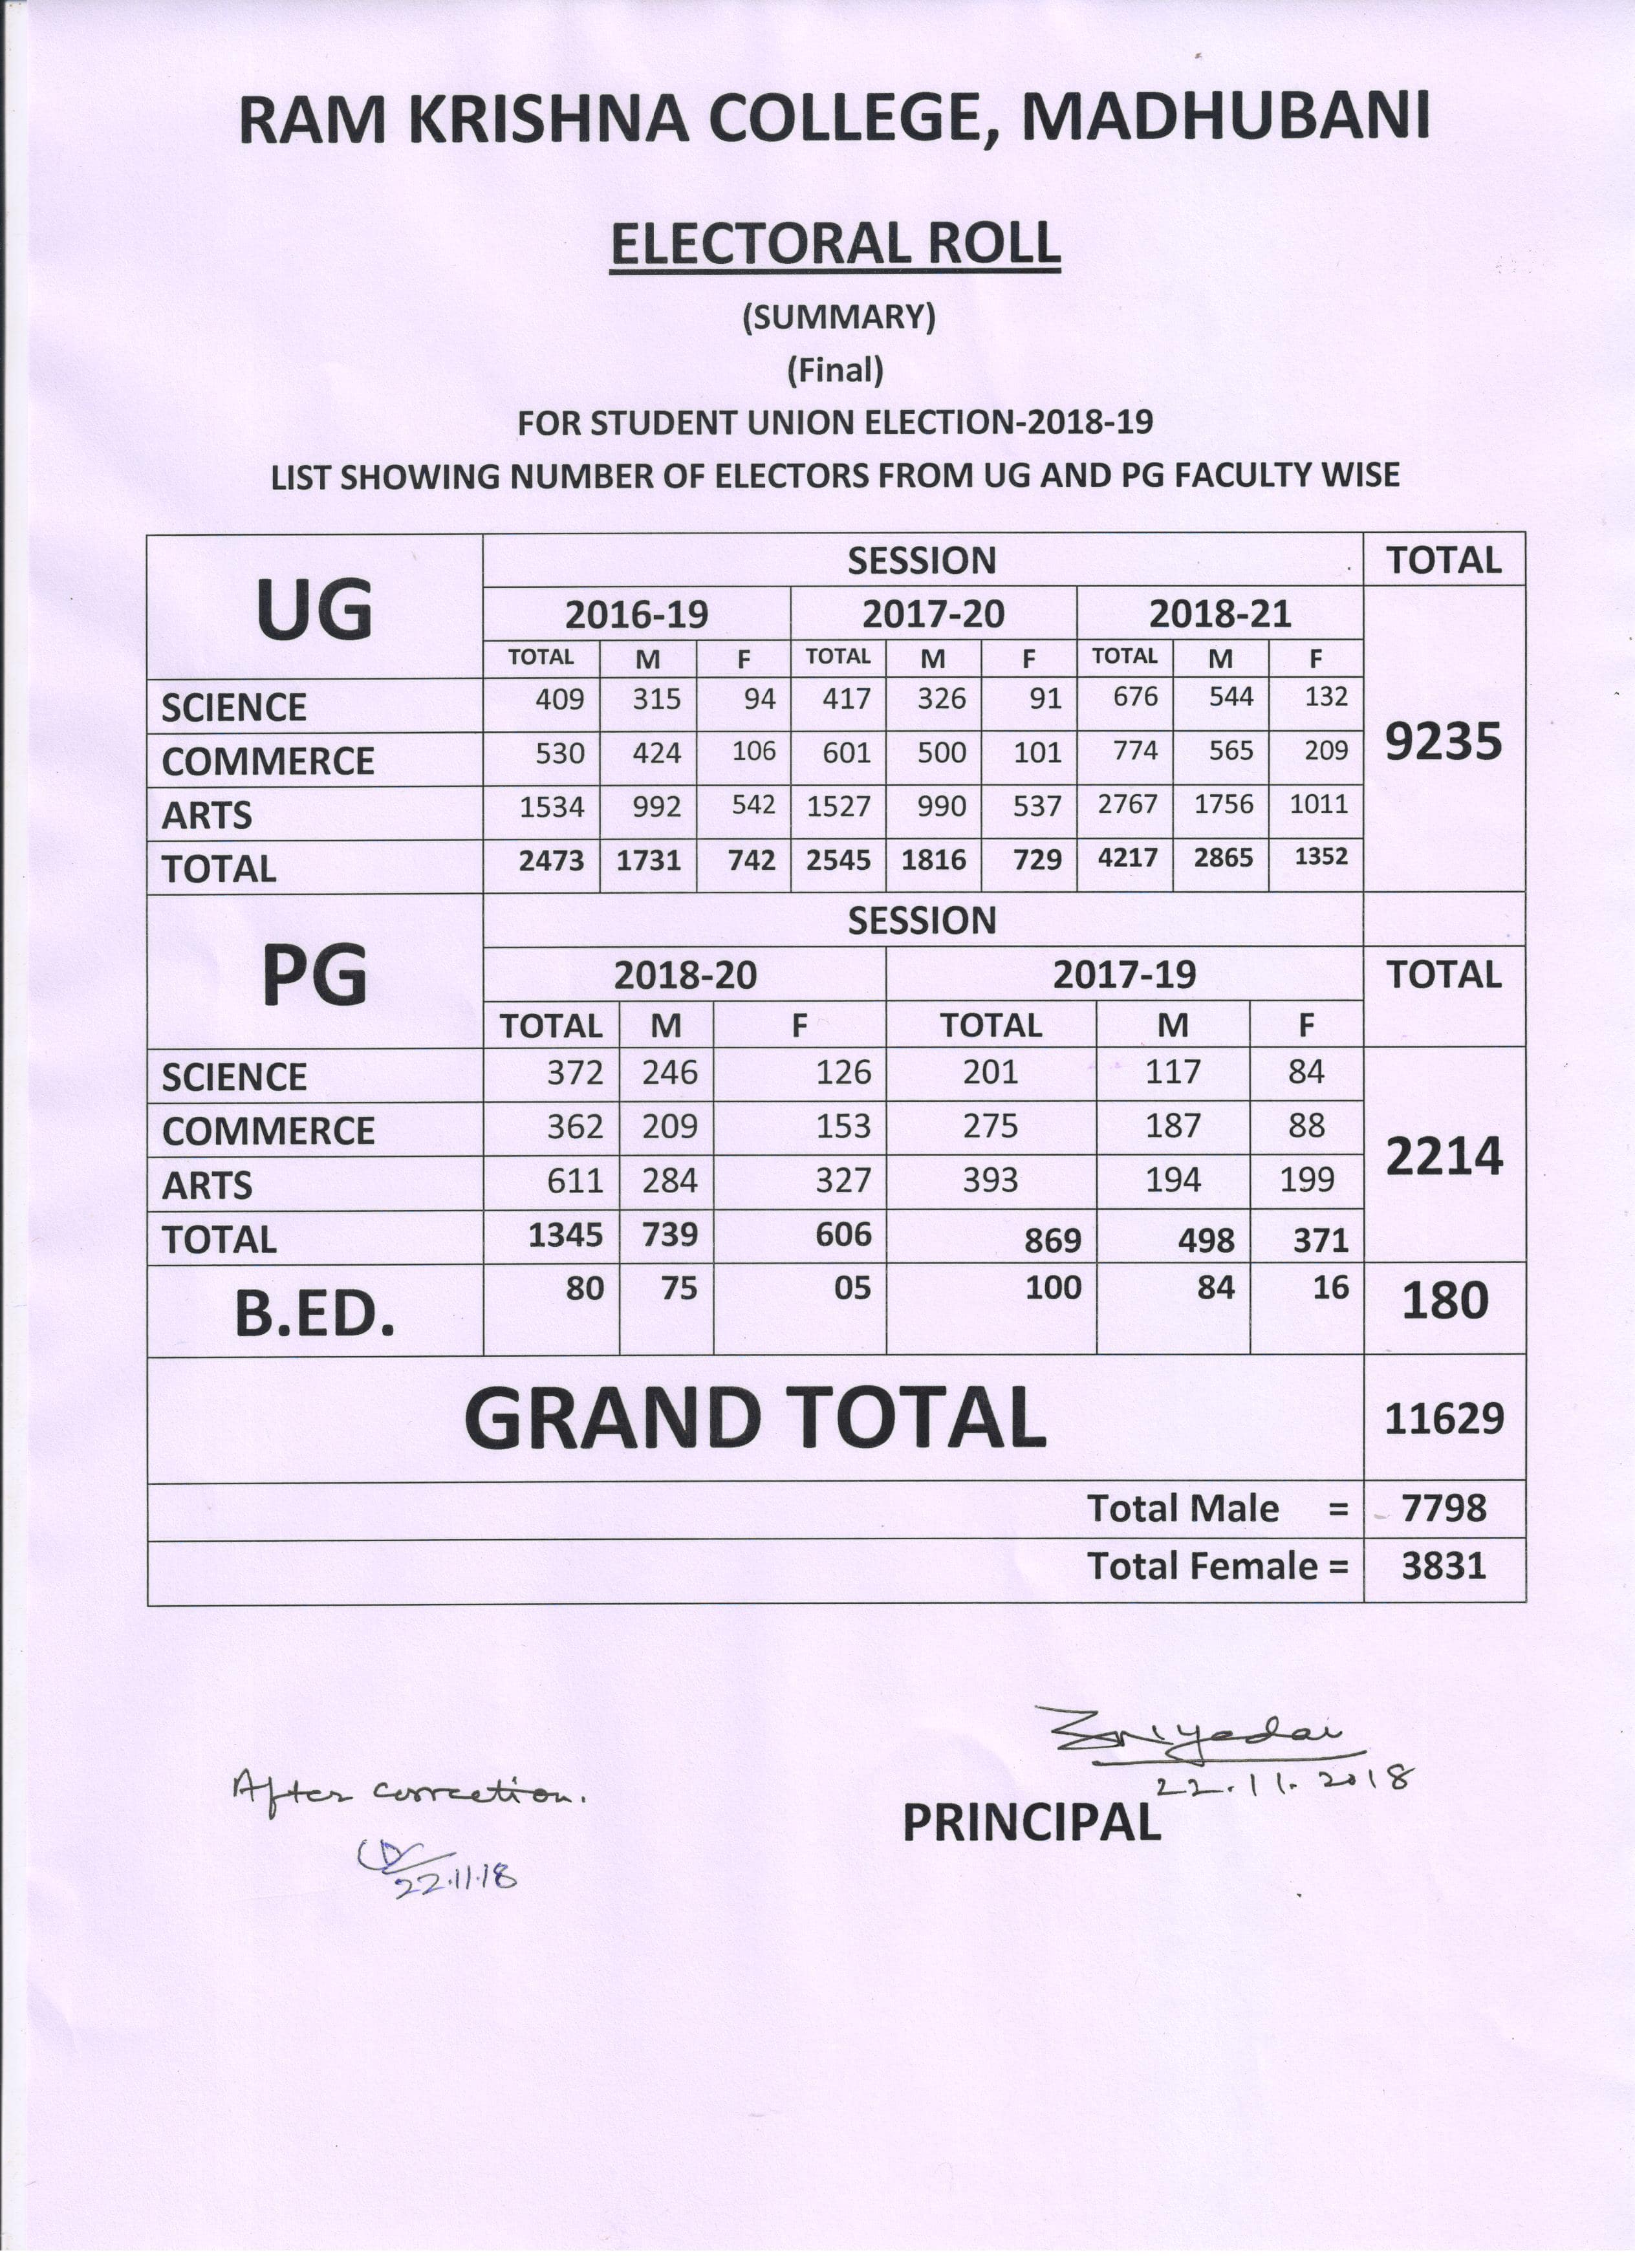 RAM KRISHNA COLLEGE, MADHUBANI
ELECTORAL ROLL
(SUMMARY)
(Final)
FOR STUDENT UNION ELECTION-2018-19
LIST SHOWING NUMBER OF ELECTORS FROM UG AND PG FACULTY WISE
UG SESSION TOTAL
2016-19 2017-20 2018-21
TOTAL M F TOTAL M F TOTAL M F
SCIENCE 409 315 94 417 326 91 676 544 132
COMMERCE 530 424 106 601 500 101 774 565 209 9235
ARTS 1534 992 542 1527 990 537 2767 1756 1011
TOTAL 2473 1731 742 2545 1816 729 4217 2865 1352
PG SESSION
2018-20 2017-19 TOTAL
TOTAL M F TOTAL M F
SCIENCE 372 246 126 201 117 84
COMMERCE 362 209 153 275 187 88 2214
ARTS 611 284 327 393 194 199
TOTAL 1345 739 606 869 498 371
B.ED. 80 75 05 100 84 16 180
GRAND TOTAL 11629
Total Male = 7798
Total Female = 3831
22.11.2018
After correction.
PRINCIPAL
22.11.18